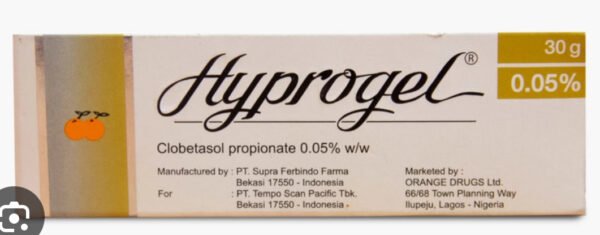 30 g
Hyprogel®
0.05%
Clobetasol propionate 0.05% w/w
Manufactured by : PT. Supra Ferbindo Farma
Bekasi 17550 - Indonesia
For : PT. Tempo Scan Pacific Tbk.
Bekasi 17550 - Indonesia
Marketed by :
ORANGE DRUGS Ltd.
66/68 Town Planning Way
Ilupeju, Lagos - Nigeria